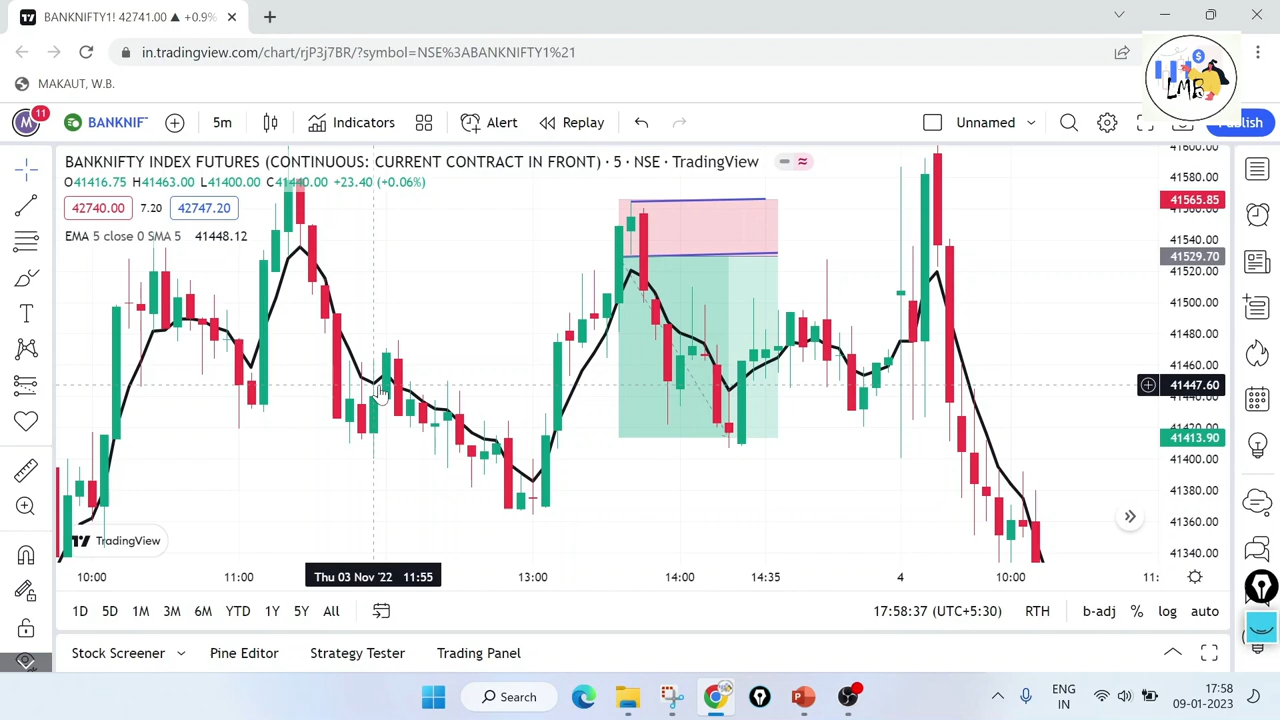 BANKNIFTY1! 42741.00 ▲ +0.9%
in.tradingview.com/chart/rjP3j7BR/?symbol=NSE%3ABANKNIFTY1%21
MAKAUT, W.B.
LMB
M 11 BANKNIF 5m Indicators Alert Replay Unnamed Publish
BANKNIFTY INDEX FUTURES (CONTINUOUS: CURRENT CONTRACT IN FRONT) · 5 · NSE · TradingView
O41416.75 H41463.00 L41400.00 C41440.00 +23.40 (+0.06%)
42740.00 7.20 42747.20
EMA 5 close 0 SMA 5 41448.12
41600.00
41580.00
41565.85
41540.00
41529.70
41520.00
41500.00
41480.00
41460.00
41447.60
41413.90
41400.00
41380.00
41360.00
41340.00
TradingView
10:00 11:00 Thu 03 Nov '22 11:55 13:00 14:00 14:35 4 10:00 11:
1D 5D 1M 3M 6M YTD 1Y 5Y All 17:58:37 (UTC+5:30) RTH b-adj % log auto
Stock Screener Pine Editor Strategy Tester Trading Panel
Search
ENG
IN
17:58
09-01-2023